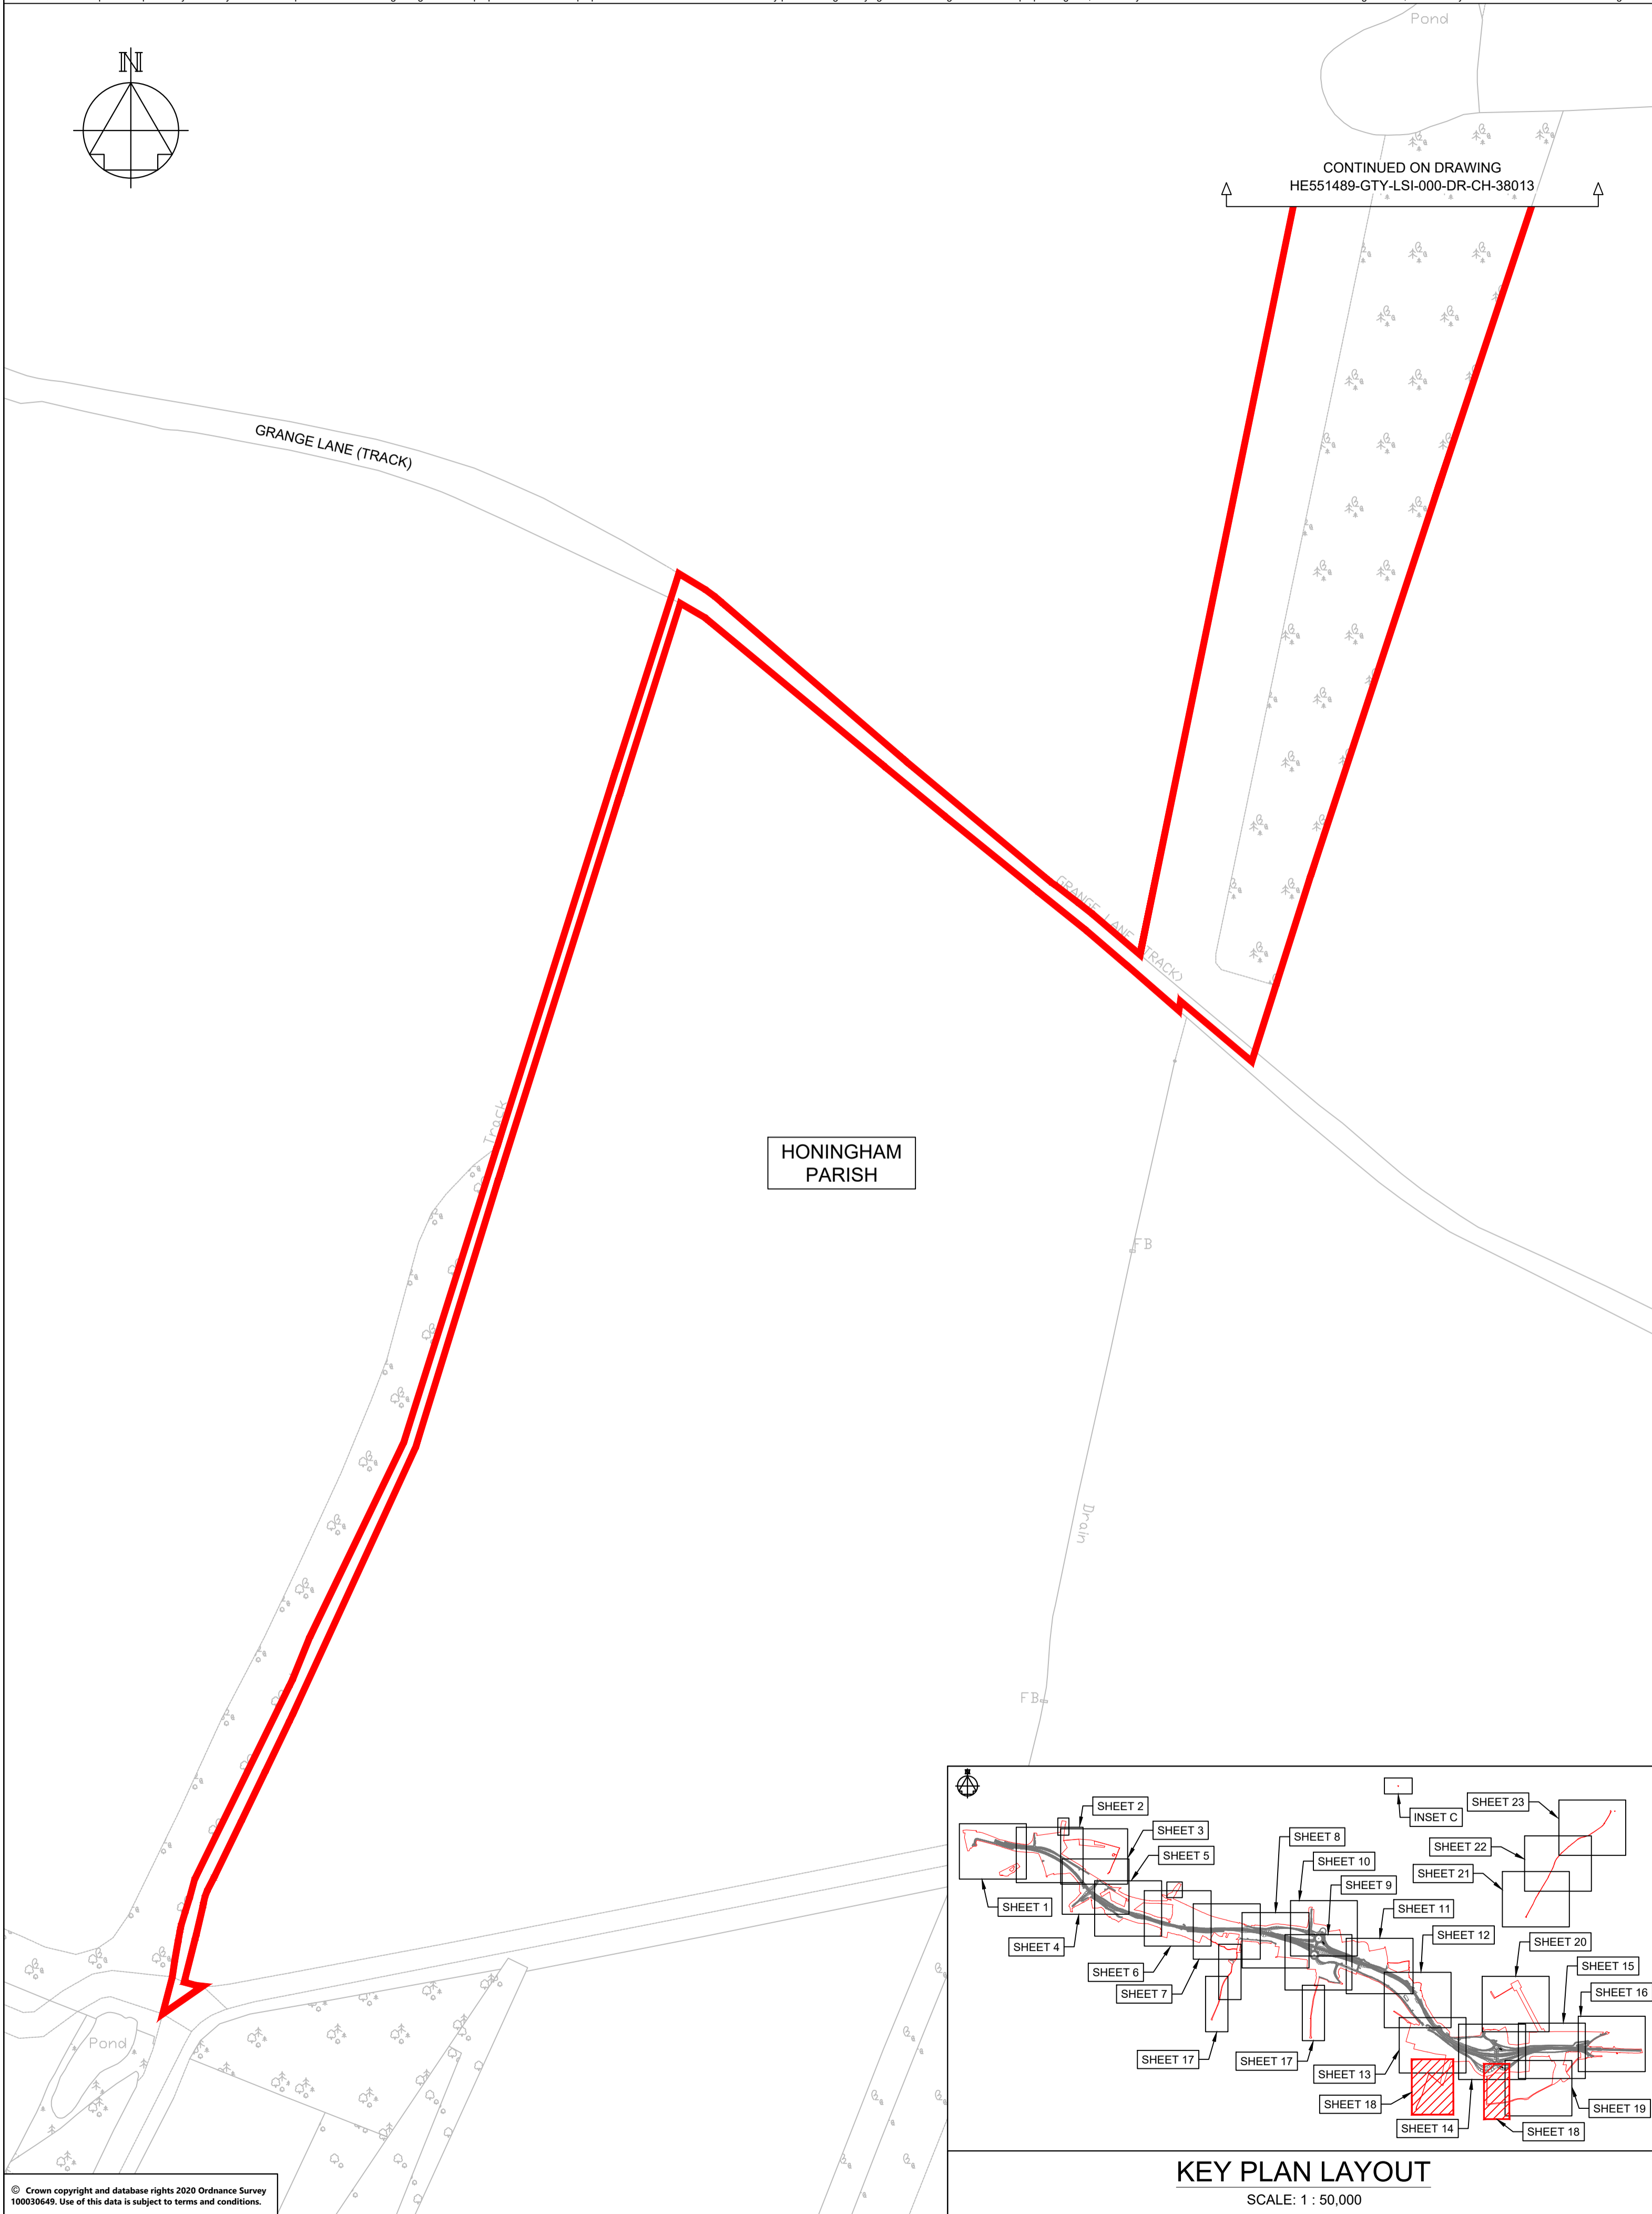 N
Pond
CONTINUED ON DRAWING
HE551489-GTY-LSI-000-DR-CH-38013
GRANGE LANE (TRACK)
GRANGE LANE (TRACK)
Track
HONINGHAM
PARISH
FB
Drain
FB
Pond
SHEET 1
SHEET 2
SHEET 3
SHEET 5
SHEET 4
SHEET 6
SHEET 7
SHEET 17
SHEET 8
SHEET 10
SHEET 9
SHEET 11
SHEET 12
SHEET 17
SHEET 13
SHEET 18
SHEET 14
SHEET 18
SHEET 19
SHEET 16
SHEET 15
SHEET 20
SHEET 21
SHEET 22
SHEET 23
INSET C
KEY PLAN LAYOUT
SCALE: 1 : 50,000
© Crown copyright and database rights 2020 Ordnance Survey
100030649. Use of this data is subject to terms and conditions.